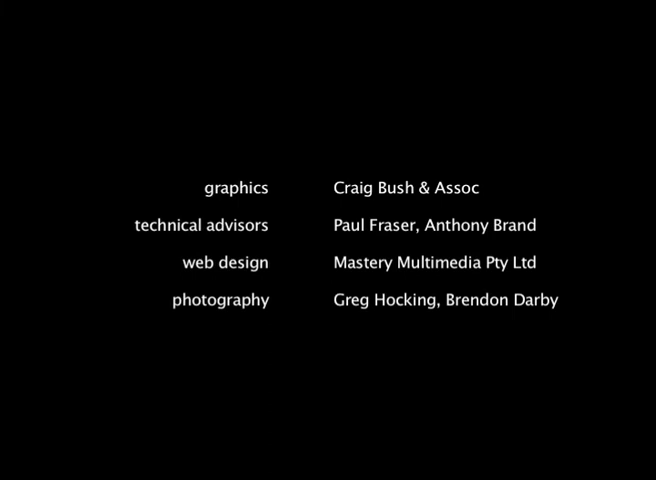 graphics Craig Bush & Assoc
technical advisors Paul Fraser, Anthony Brand
web design Mastery Multimedia Pty Ltd
photography Greg Hocking, Brendon Darby